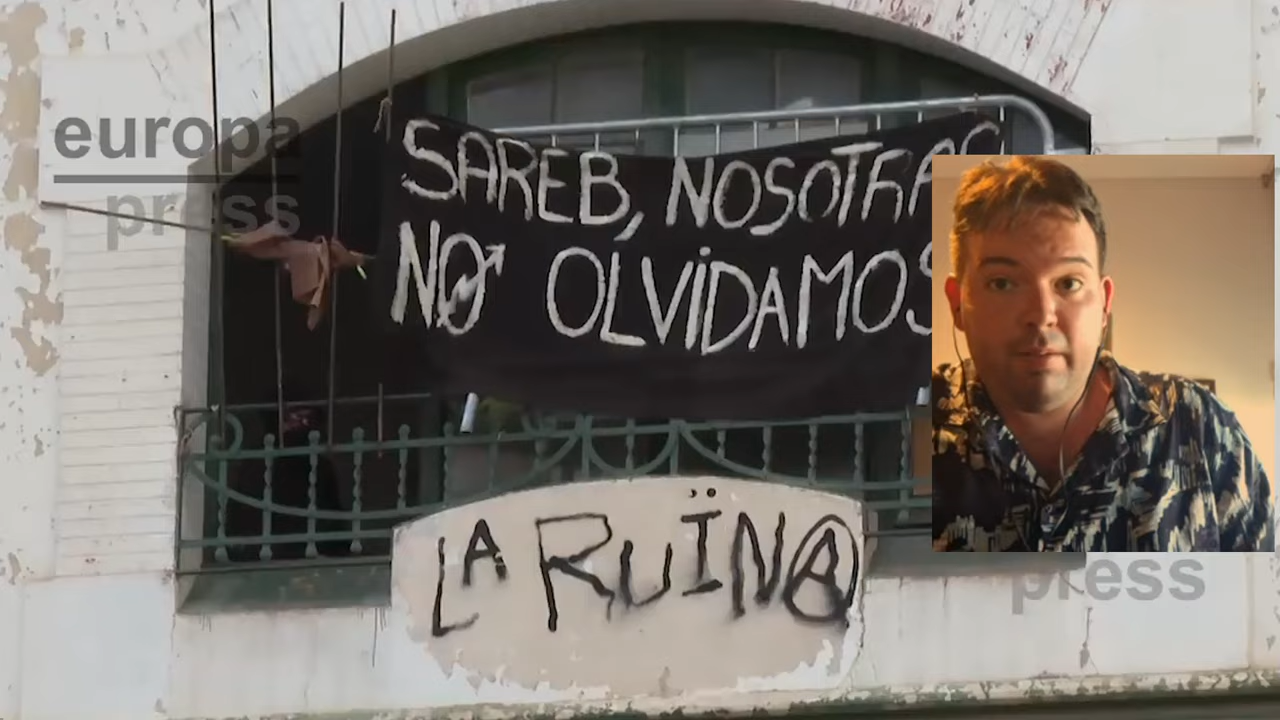 europa
press
SAREB, NOSOTRAS
NO OLVIDAMOS
LA RUÏNA
press